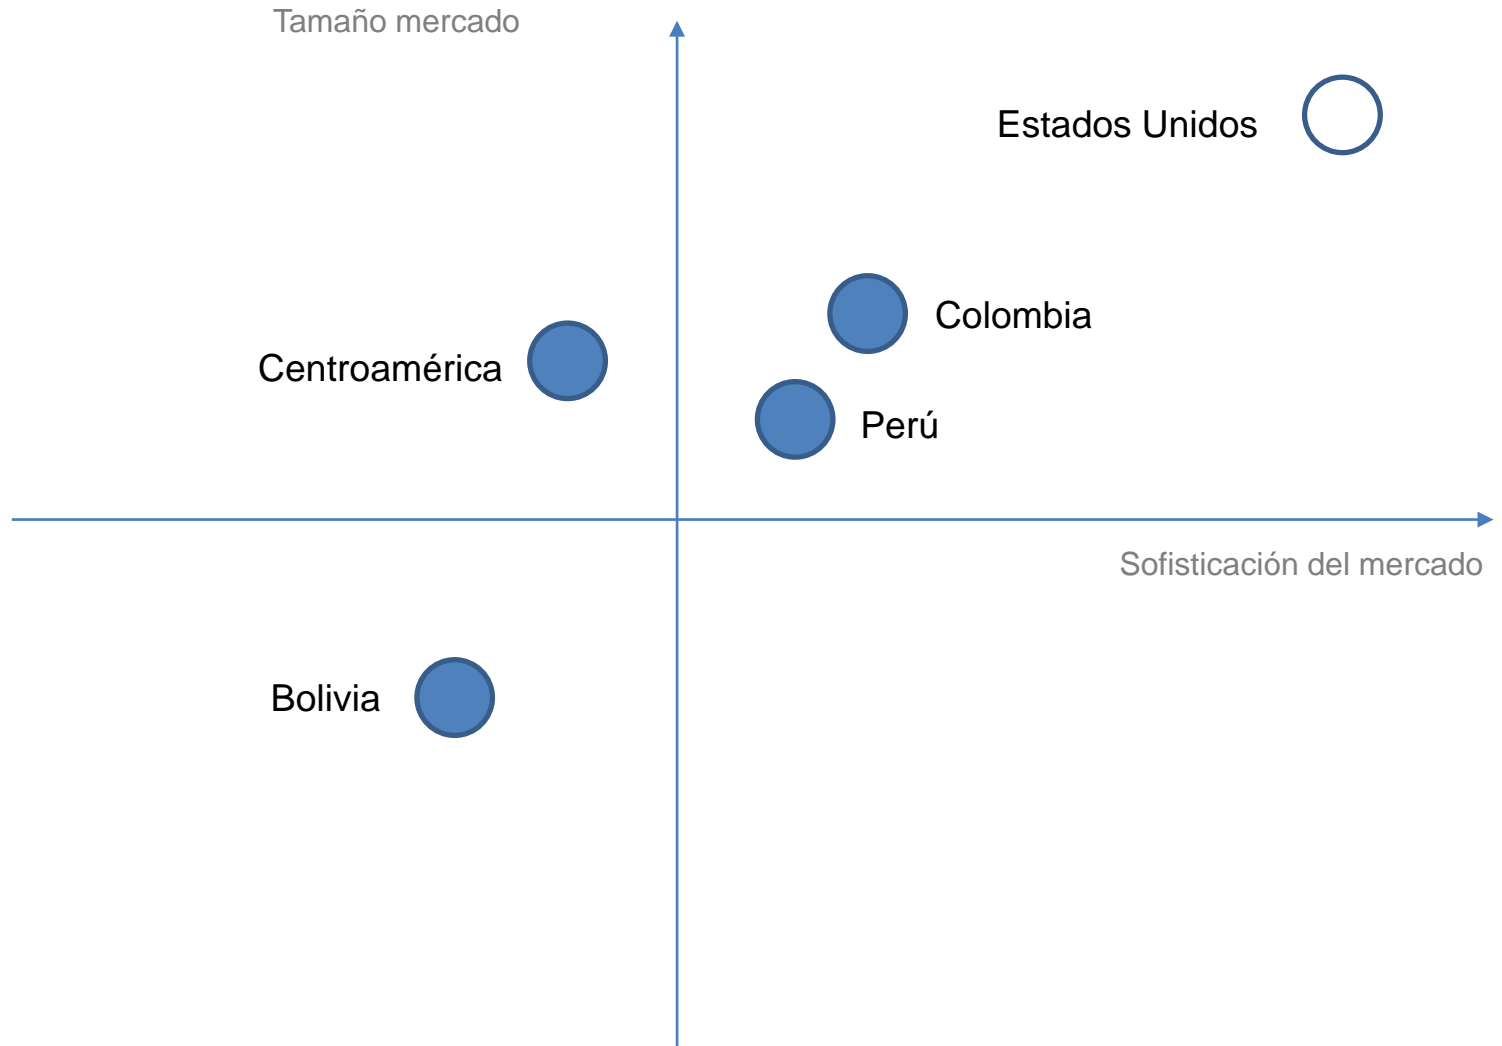 Tamaño mercado
Estados Unidos
Colombia
Centroamérica
Perú
Sofisticación del mercado
Bolivia